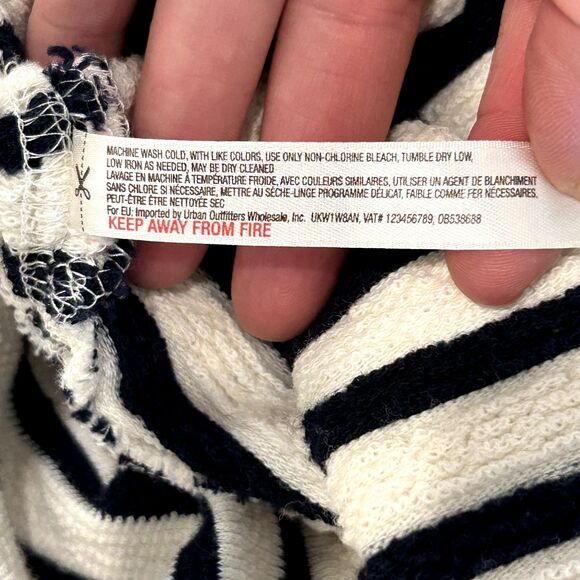 MACHINE WASH COLD, WITH LIKE COLORS, USE ONLY NON-CHLORINE BLEACH, TUMBLE DRY LOW,
LOW IRON AS NEEDED, MAY BE DRY CLEANED
LAVAGE EN MACHINE À TEMPÉRATURE FROIDE, AVEC COULEURS SIMILAIRES, UTILISER UN AGENT DE BLANCHIMENT
SANS CHLORE SI NÉCESSAIRE, METTRE AU SÈCHE-LINGE PROGRAMME DÉLICAT, FAIBLE COMME FER NÉCESSAIRES,
PEUT-ÊTRE ÊTRE NETTOYÉE SEC
For EU: Imported by Urban Outfitters Wholesale, Inc. UKW1W8AN, VAT# 123456789, OB538688
KEEP AWAY FROM FIRE